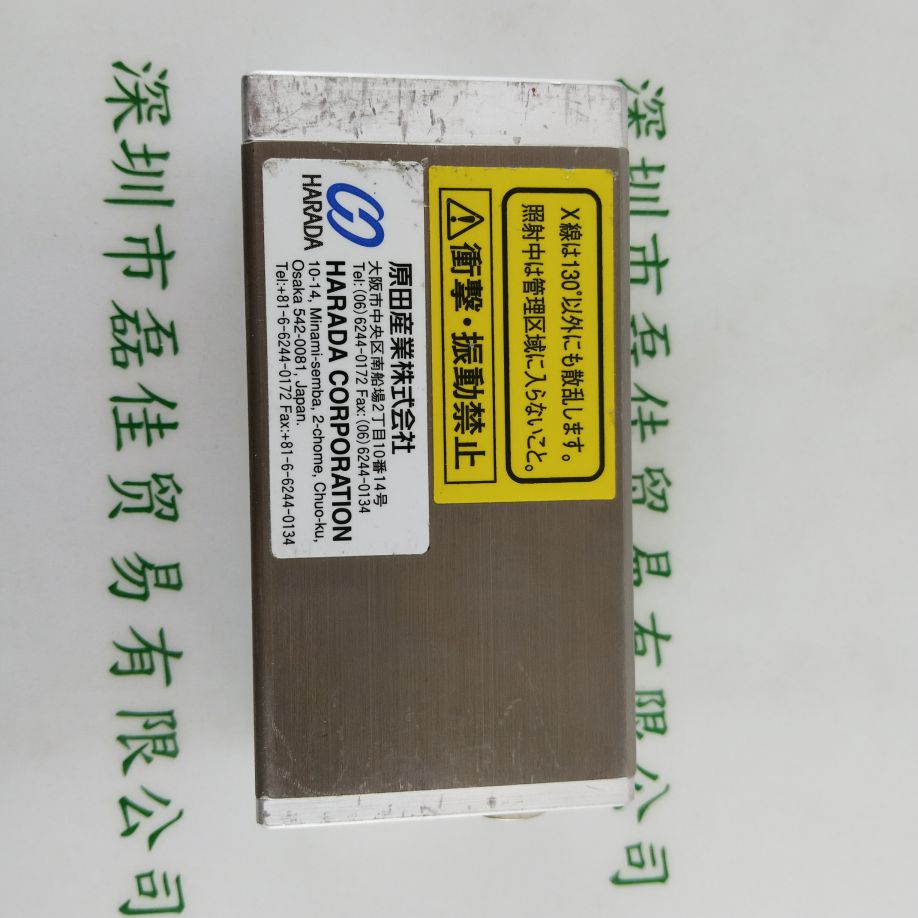 深圳市磊佳贸易有限公司
HARADA
原田産業株式会社
大阪市中央区南船場2丁目10番14号
Tel:(06)6244-0172 Fax:(06)6244-0134
HARADA CORPORATION
10-14, Minami-semba, 2-chome, Chuo-ku,
Osaka 542-0081, Japan.
Tel:+81-6-6244-0172 Fax:+81-6-6244-0134
X線は130°以外にも散乱します。
照射中は管理区域に入らないこと。
衝撃・振動禁止
深圳市磊佳贸易有限公司